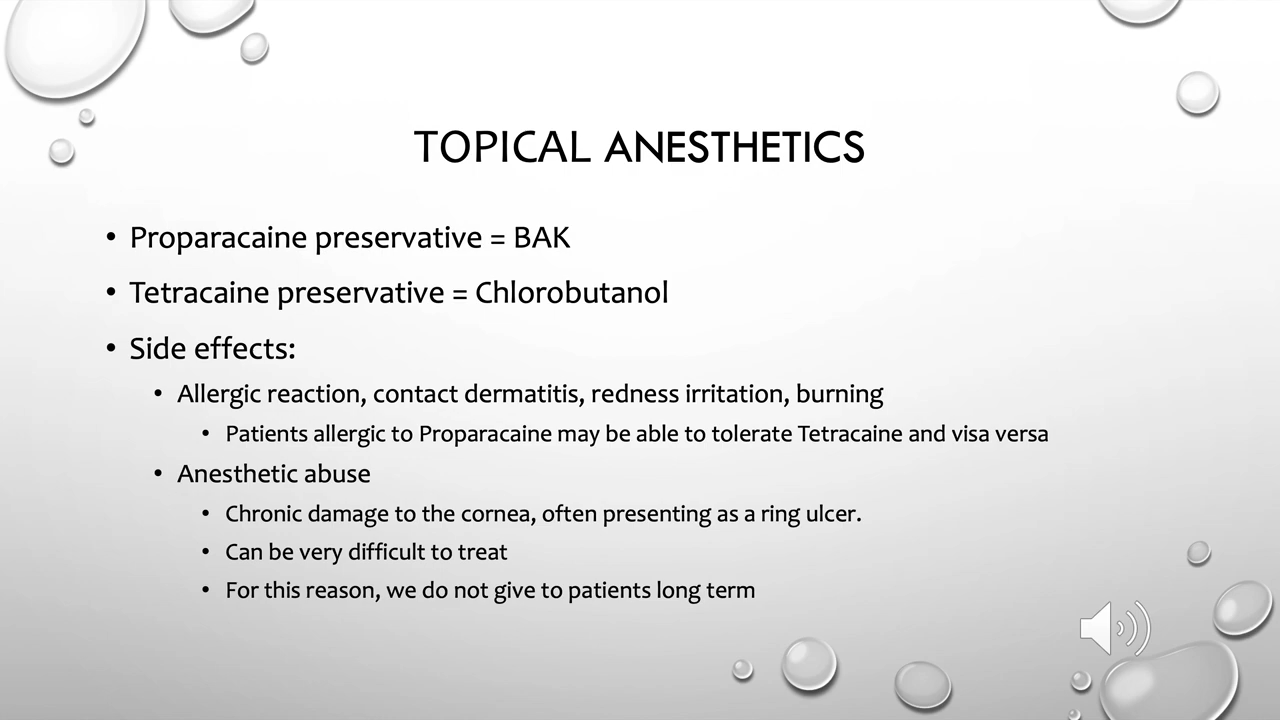 TOPICAL ANESTHETICS
• Proparacaine preservative = BAK
• Tetracaine preservative = Chlorobutanol
• Side effects:
• Allergic reaction, contact dermatitis, redness irritation, burning
• Patients allergic to Proparacaine may be able to tolerate Tetracaine and visa versa
• Anesthetic abuse
• Chronic damage to the cornea, often presenting as a ring ulcer.
• Can be very difficult to treat
• For this reason, we do not give to patients long term